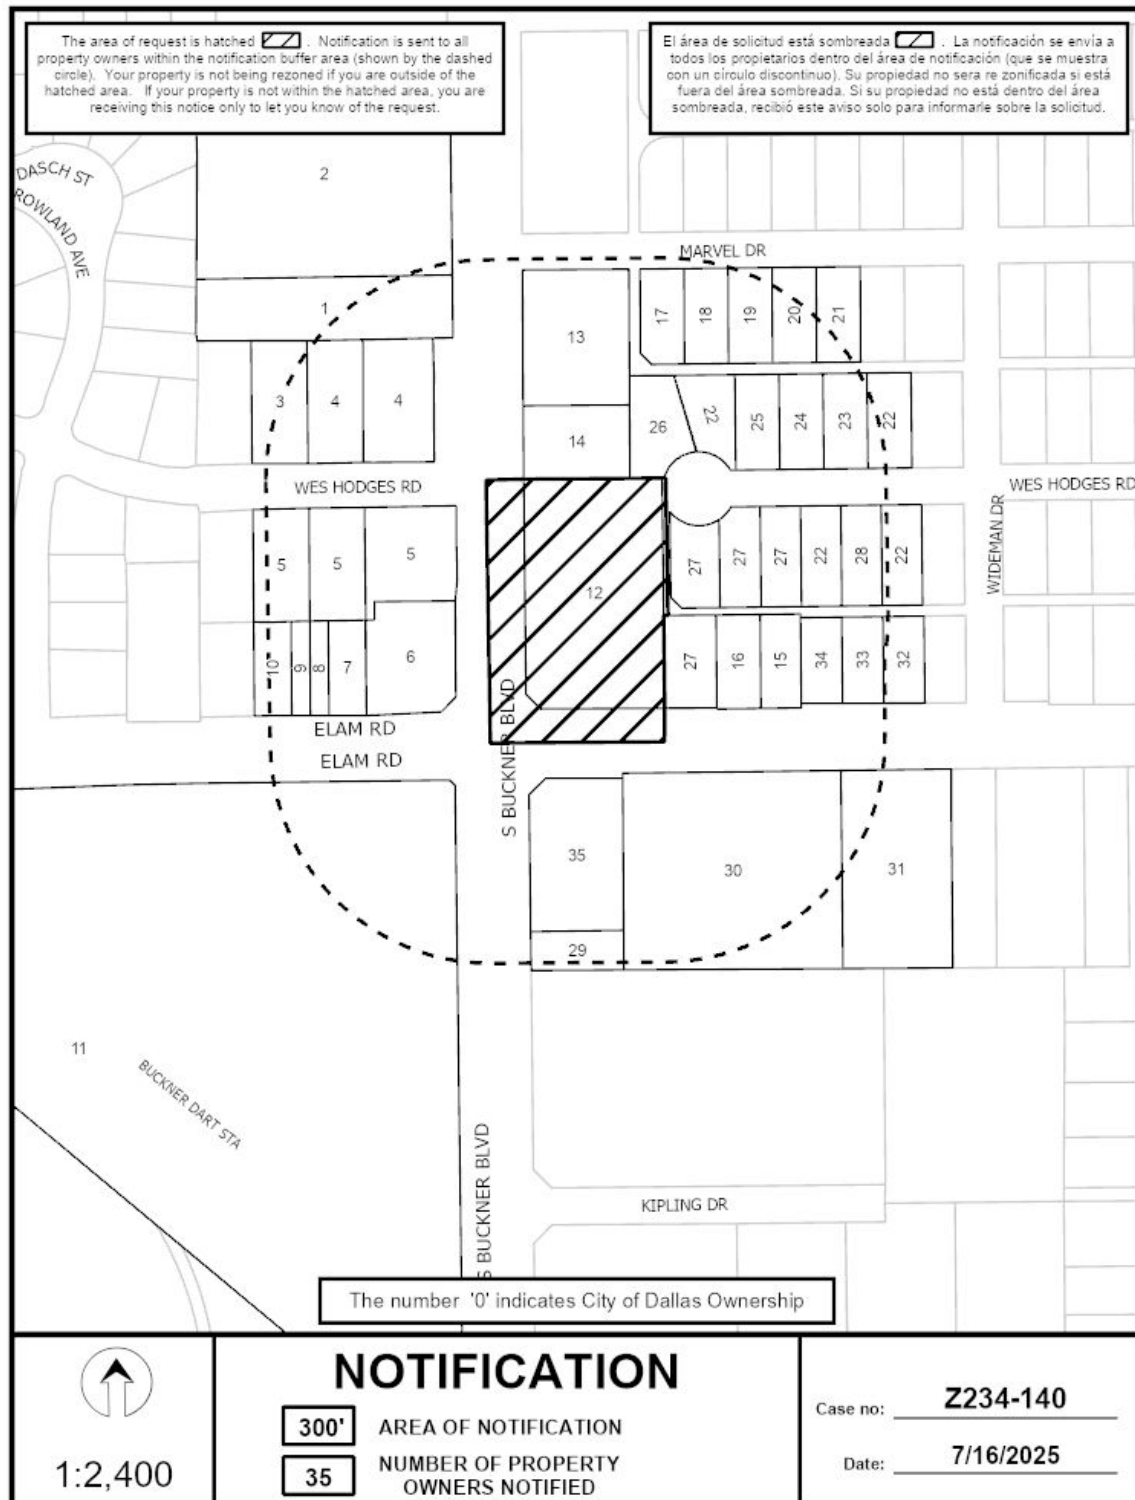 The area of request is hatched . Notification is sent to all
property owners within the notification buffer area (shown by the dashed
circle). Your property is not being rezoned if you are outside of the
hatched area. If your property is not within the hatched area, you are
receiving this notice only to let you know of the request.
El área de solicitud está sombreada . La notificación se envía a
todos los propietarios dentro del área de notificación (que se muestra
con un círculo discontinuo). Su propiedad no sera re zonificada si está
fuera del área sombreada. Si su propiedad no está dentro del área
sombreada, recibió este aviso solo para informarle sobre la solicitud.
DASCH ST
ROWLAND AVE
2
MARVEL DR
1
13
17
18
19
20
21
3
4
4
14
26
22
25
24
23
22
WES HODGES RD
WES HODGES RD
WIDEMAN DR
5
5
5
12
27
27
27
22
28
22
10
9
8
7
6
27
16
15
34
33
32
ELAM RD
ELAM RD
S BUCKNER BLVD
35
30
31
29
11
BUCKNER DART STA
S BUCKNER BLVD
KIPLING DR
The number '0' indicates City of Dallas Ownership
1:2,400
NOTIFICATION
300' AREA OF NOTIFICATION
35 NUMBER OF PROPERTY
OWNERS NOTIFIED
Case no: Z234-140
Date: 7/16/2025